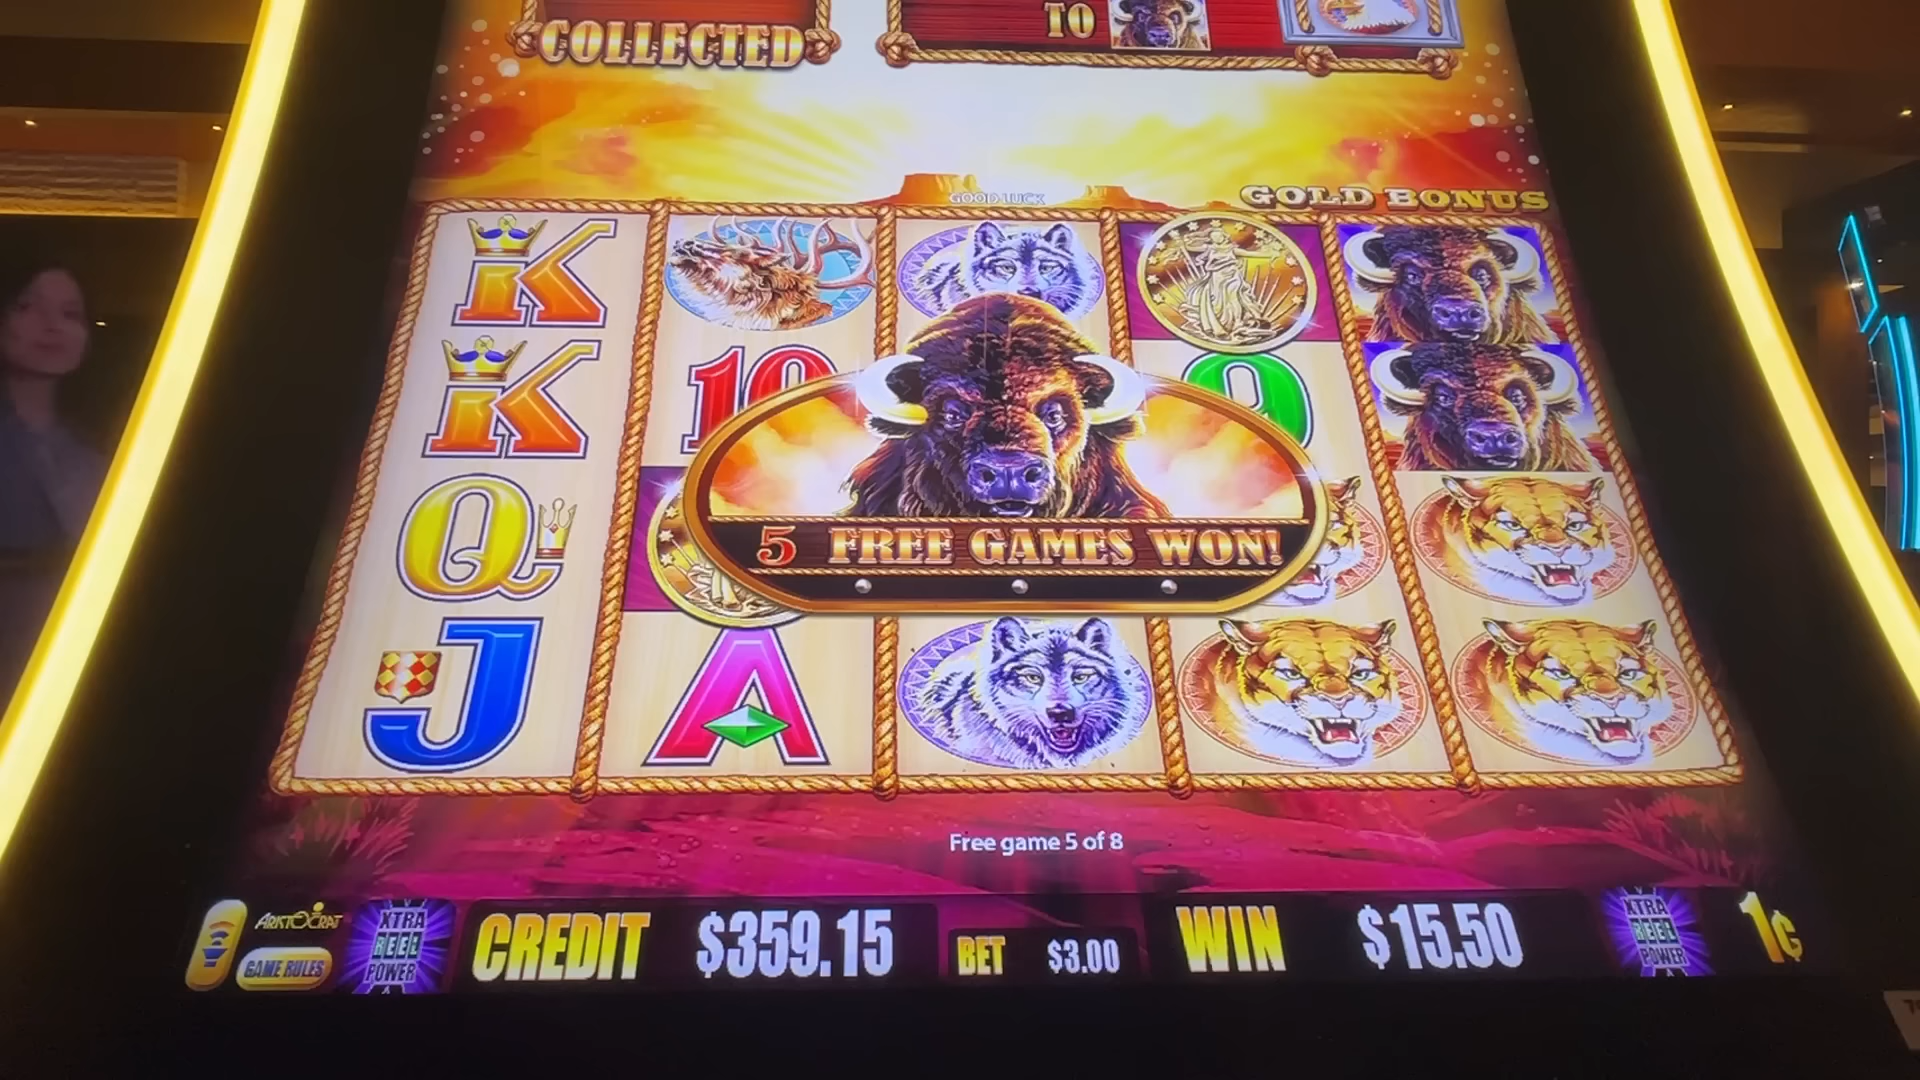 COLLECTED
TO
GOOD LUCK
GOLD BONUS
K
K
10
Q
5 FREE GAMES WON!
J
A
Free game 5 of 8
ARISTOCRAT
GAME RULES
XTRA
REEL
POWER
CREDIT $359.15
BET $3.00
WIN $15.50
XTRA
REEL
POWER
1¢